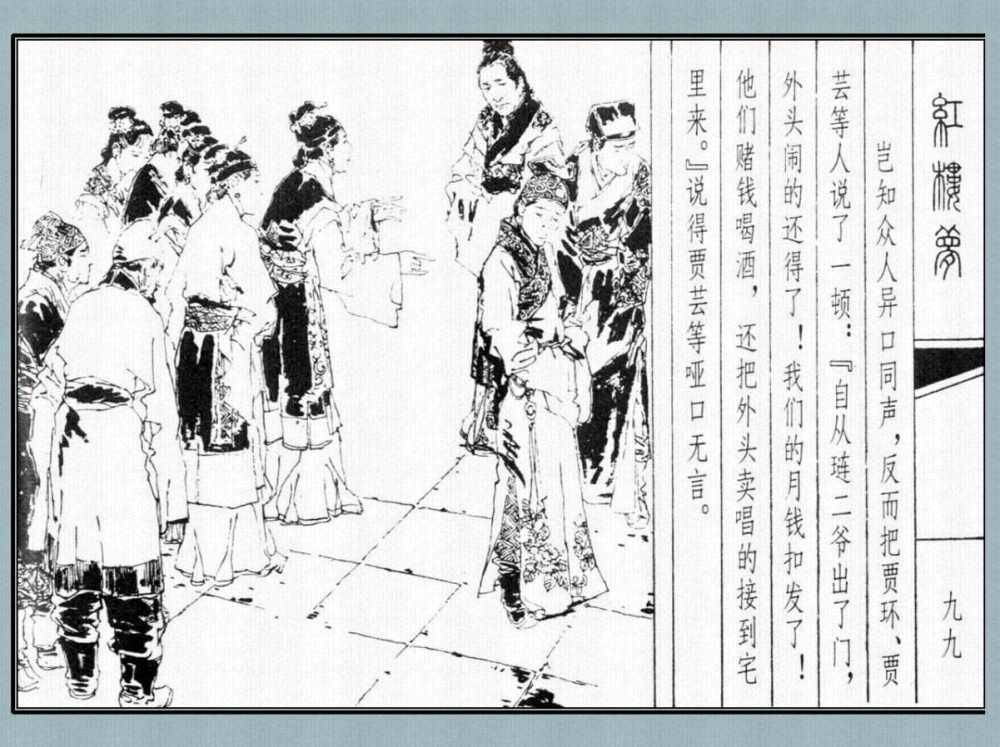 红楼梦
九九
岂知众人异口同声，反而把贾环、贾
芸等人说了一顿：『自从琏二爷出了门，
外头闹的还得了！我们的月钱扣发了！
他们赌钱喝酒，还把外头卖唱的接到宅
里来。』说得贾芸等哑口无言。